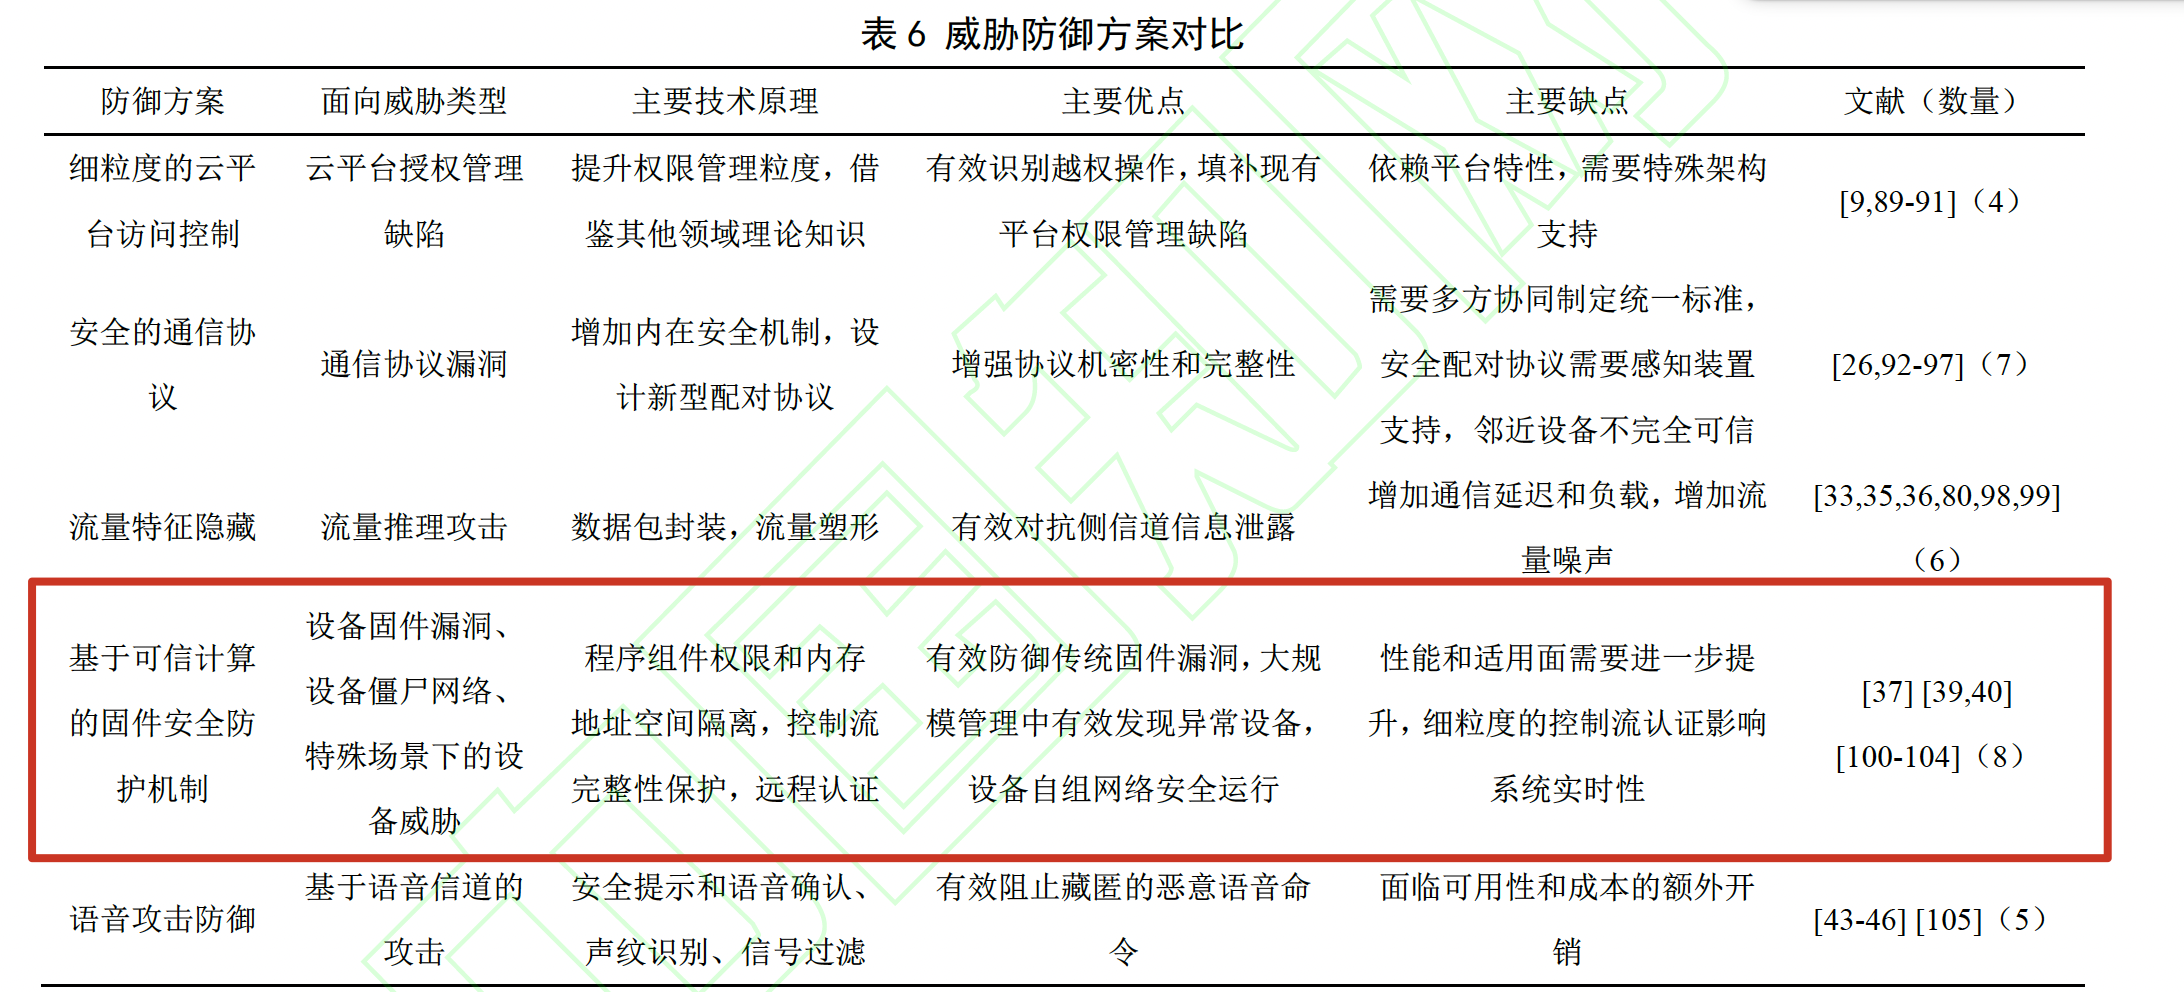 表 6 威胁防御方案对比
防御方案 面向威胁类型 主要技术原理 主要优点 主要缺点 文献（数量）
细粒度的云平
台访问控制
云平台授权管理
缺陷
提升权限管理粒度，借
鉴其他领域理论知识
有效识别越权操作，填补现有
平台权限管理缺陷
依赖平台特性，需要特殊架构
支持
[9,89-91]（4）
安全的通信协
议
通信协议漏洞
增加内在安全机制，设
计新型配对协议
增强协议机密性和完整性
需要多方协同制定统一标准，
安全配对协议需要感知装置
支持，邻近设备不完全可信
[26,92-97]（7）
流量特征隐藏
流量推理攻击
数据包封装，流量塑形
有效对抗侧信道信息泄露
增加通信延迟和负载，增加流
量噪声
[33,35,36,80,98,99]
（6）
基于可信计算
的固件安全防
护机制
设备固件漏洞、
设备僵尸网络、
特殊场景下的设
备威胁
程序组件权限和内存
地址空间隔离，控制流
完整性保护，远程认证
有效防御传统固件漏洞，大规
模管理中有效发现异常设备，
设备自组网络安全运行
性能和适用面需要进一步提
升，细粒度的控制流认证影响
系统实时性
[37] [39,40]
[100-104]（8）
语音攻击防御
基于语音信道的
攻击
安全提示和语音确认、
声纹识别、信号过滤
有效阻止藏匿的恶意语音命
令
面临可用性和成本的额外开
销
[43-46] [105]（5）